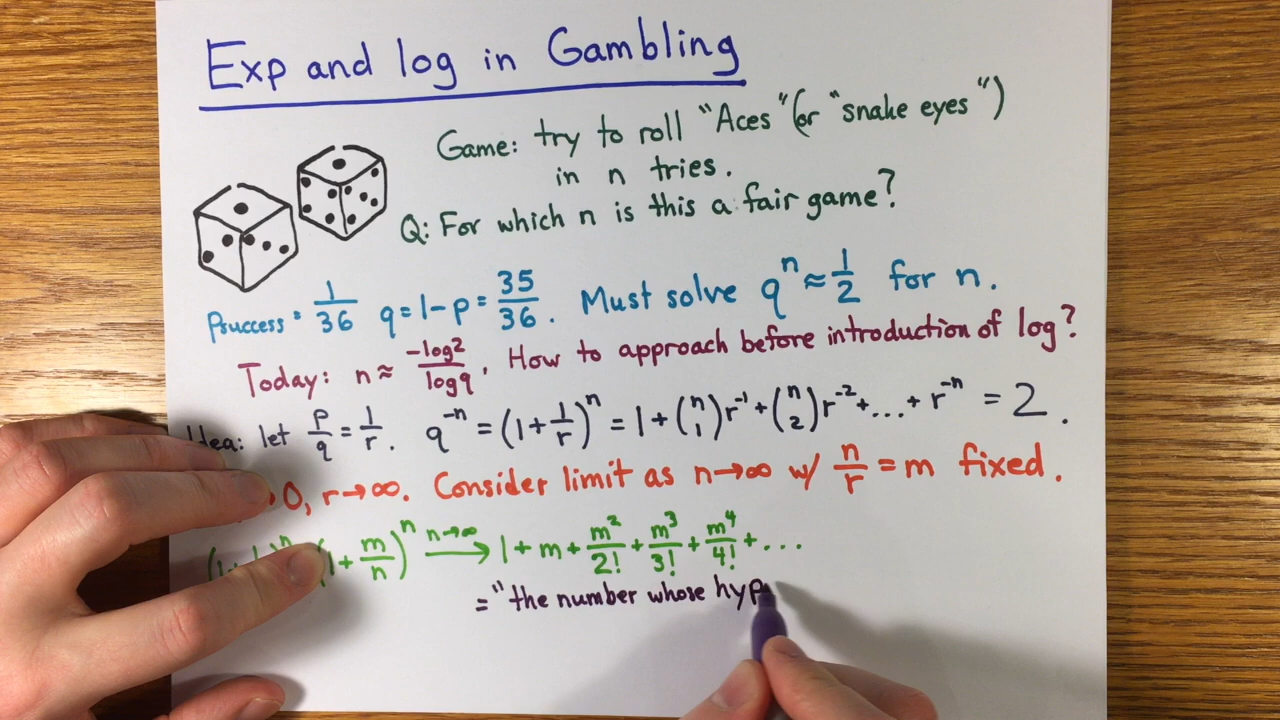 Exp and log in Gambling
Game: try to roll "Aces" (or "snake eyes")
in n tries.
Q: For which n is this a fair game?
Psuccess = 1/36 q=1-p= 35/36. Must solve qⁿ≈1/2 for n.
Today: n≈ -log2/logq. How to approach before introduction of log?
Idea: let p/q = 1/r. q⁻ⁿ = (1+1/r)ⁿ = 1+(n 1)r⁻¹+(n 2)r⁻²+...+r⁻ⁿ = 2.
→0, r→∞. Consider limit as n→∞ w/ n/r = m fixed.
(1+m/n)ⁿ n→∞ → 1+m+m²/2!+m³/3!+m⁴/4!+...
="the number whose hyp